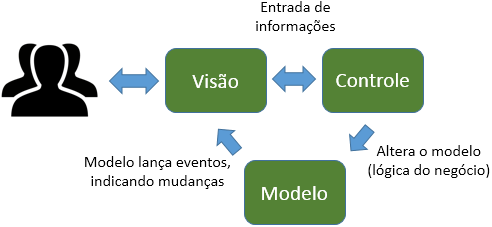 Entrada de
informações
Visão
Controle
Modelo lança eventos,
indicando mudanças
Altera o modelo
(lógica do negócio)
Modelo